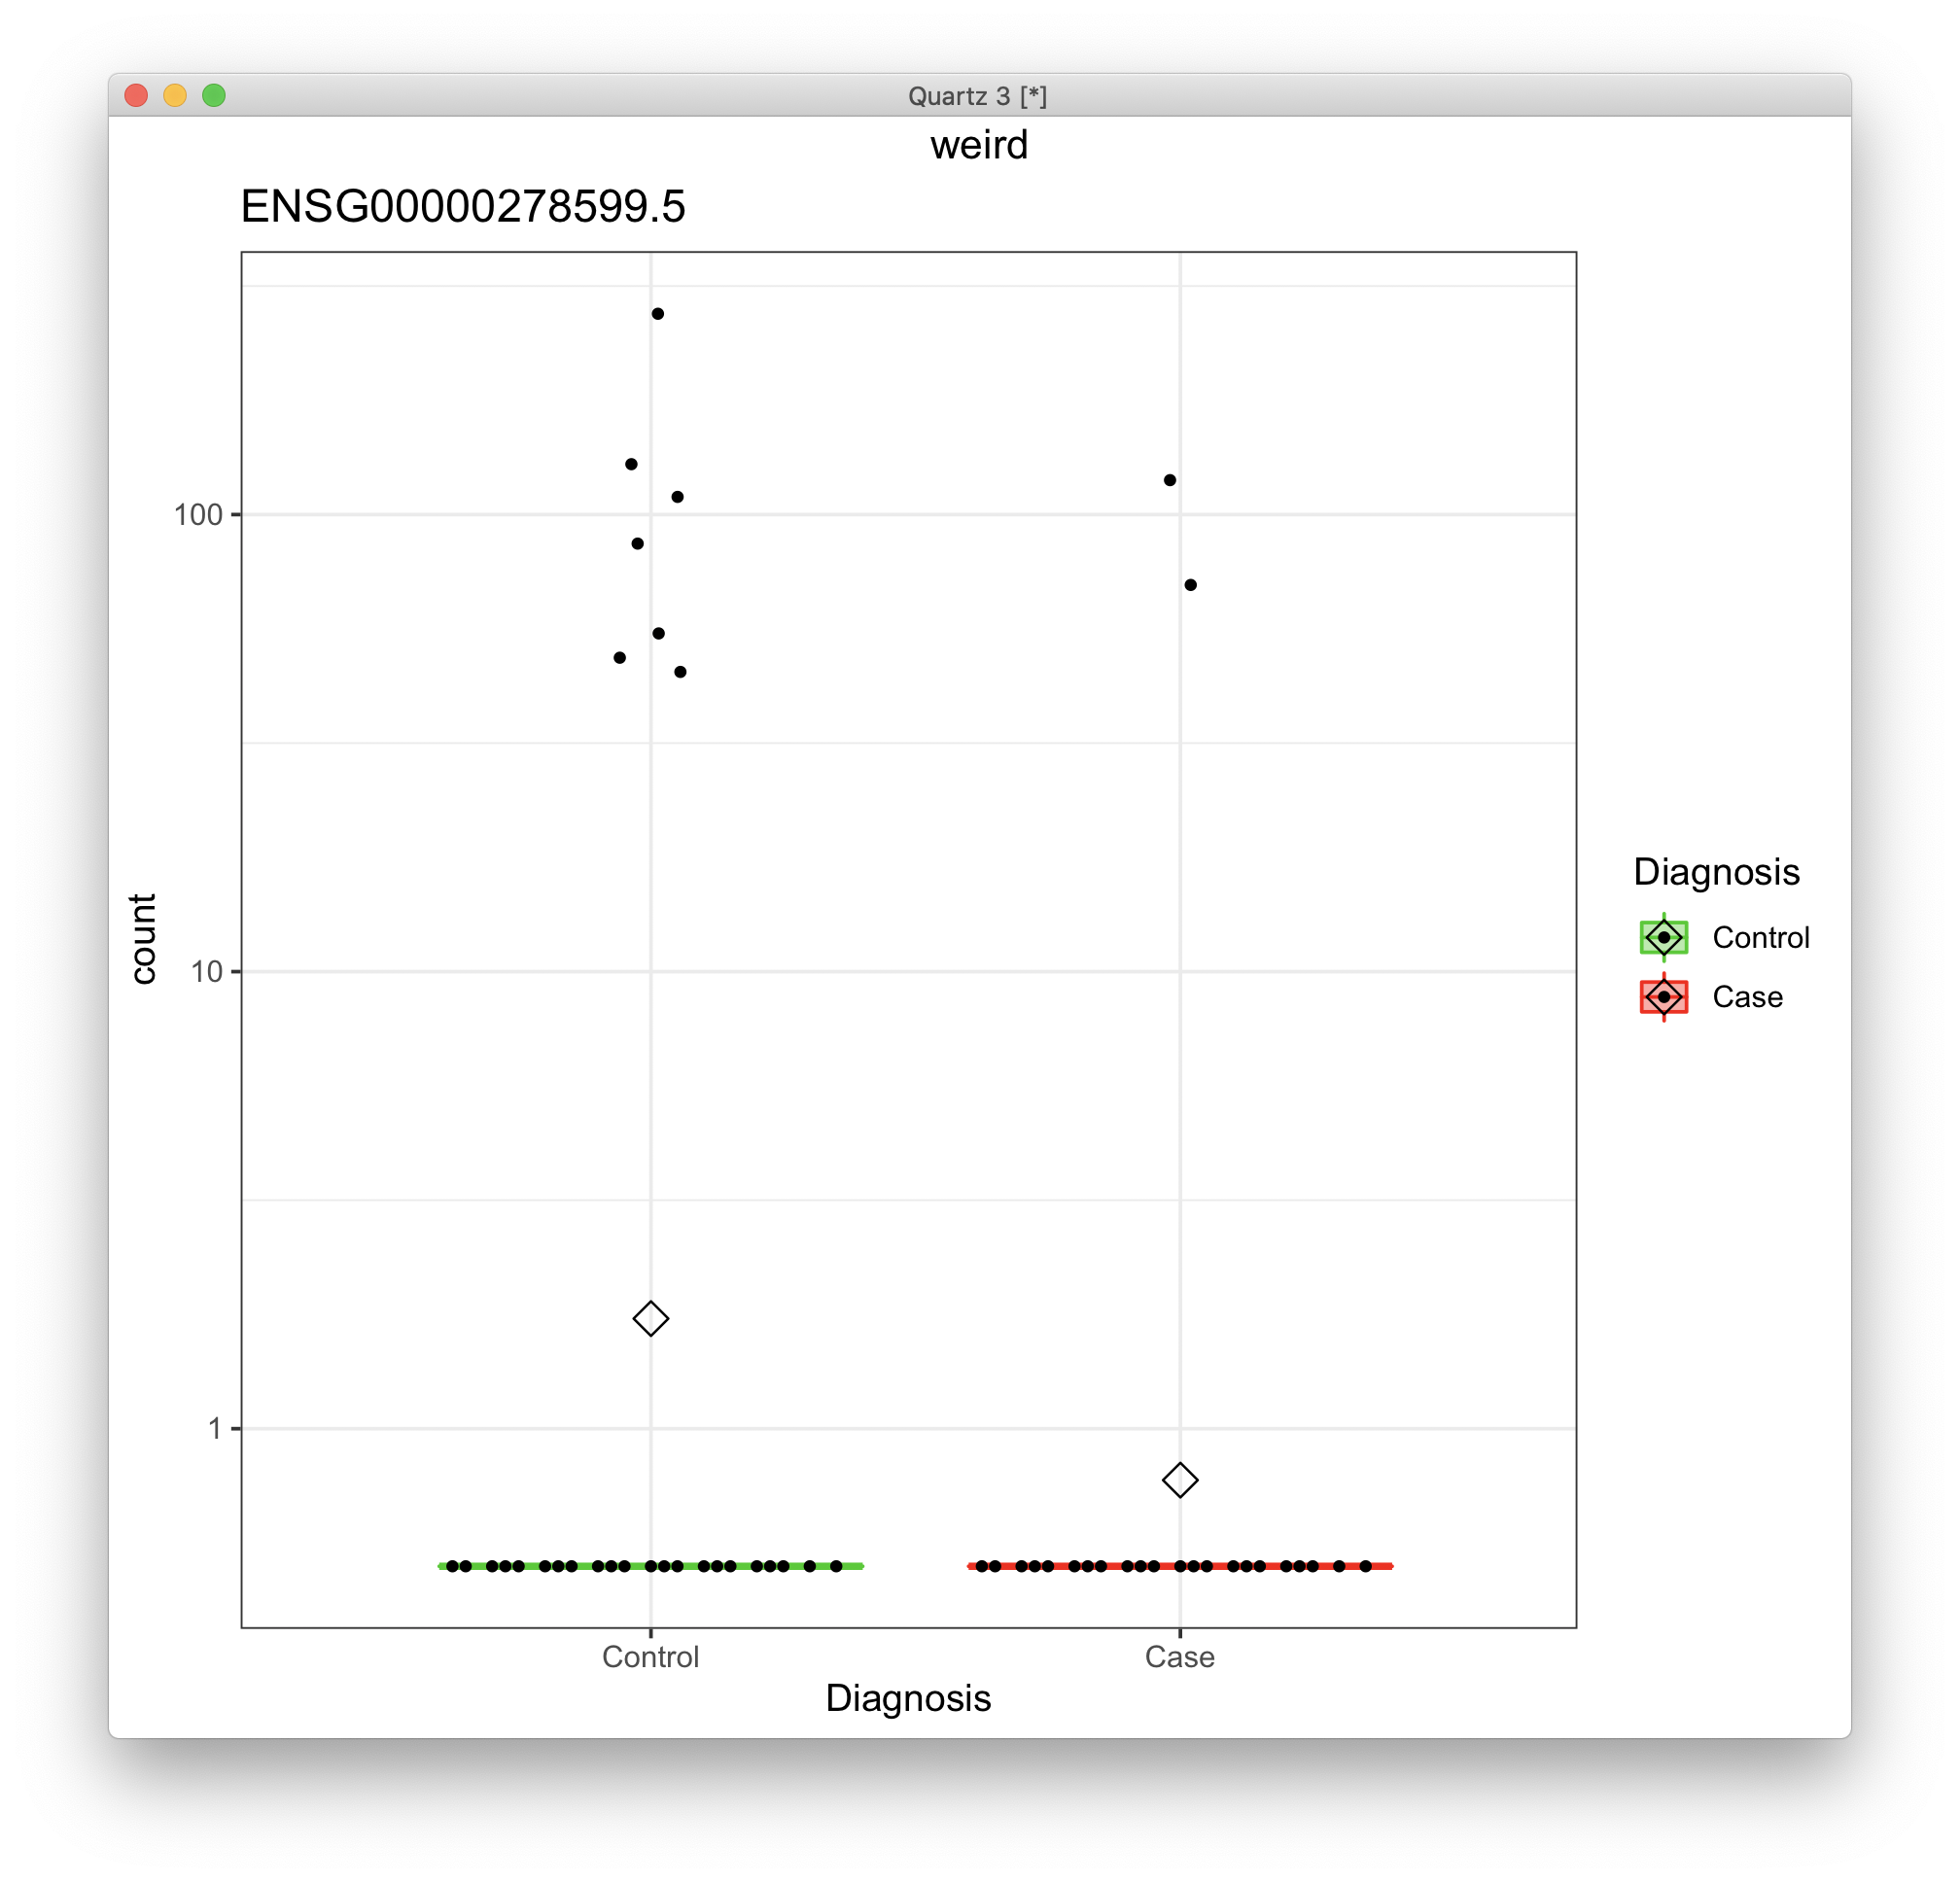 Quartz 3 [*]
weird
ENSG00000278599.5
100
10
1
count
Control
Case
Diagnosis
Diagnosis
Control
Case